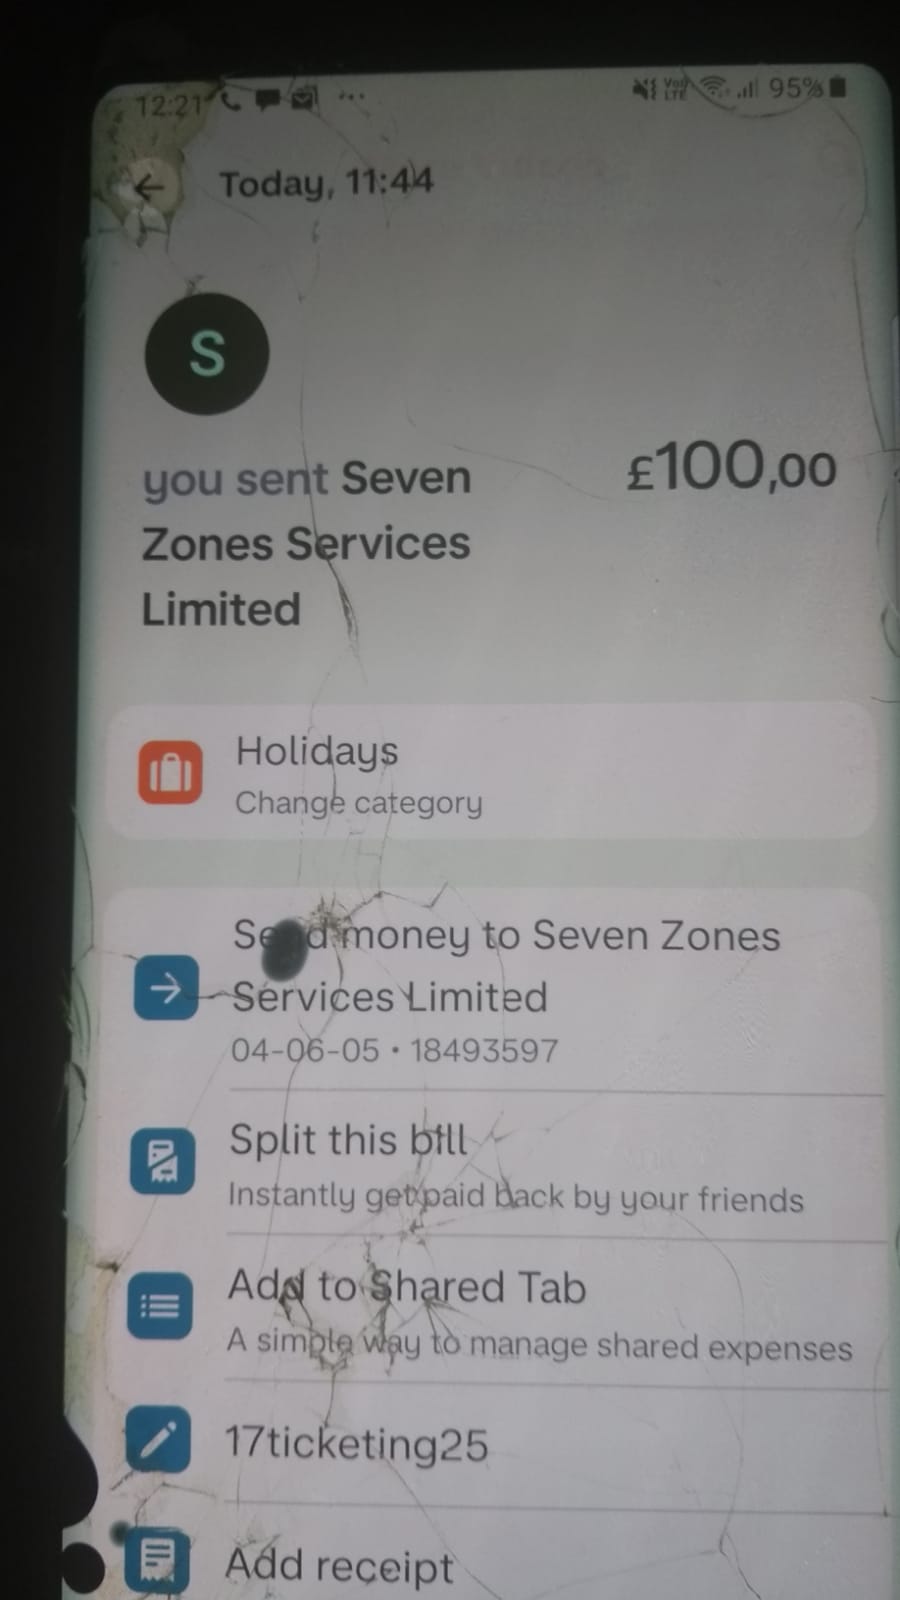 12:21
VoLTE 95%
Today, 11:44
S
you sent Seven £100,00
Zones Services
Limited
Holidays
Change category
Send money to Seven Zones
Services Limited
04-06-05 • 18493597
Split this bill
Instantly get paid back by your friends
Add to Shared Tab
A simple way to manage shared expenses
17ticketing25
Add receipt